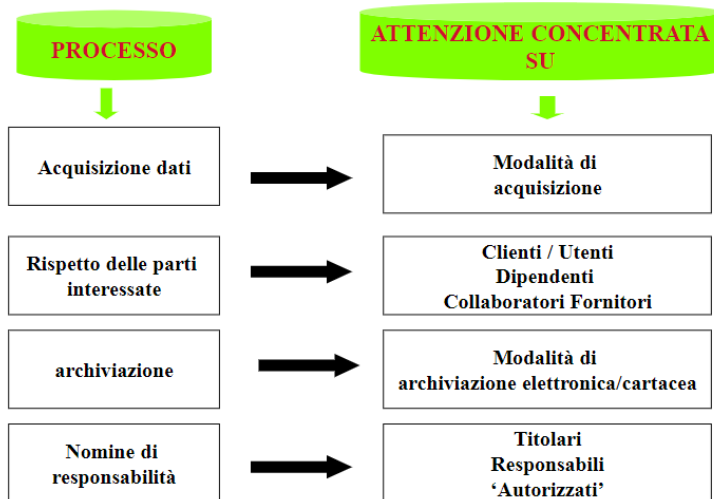 PROCESSO
ATTENZIONE CONCENTRATA
SU
Acquisizione dati
Modalità di
acquisizione
Rispetto delle parti
interessate
Clienti / Utenti
Dipendenti
Collaboratori Fornitori
archiviazione
Modalità di
archiviazione elettronica/cartacea
Nomine di
responsabilità
Titolari
Responsabili
‘Autorizzati’